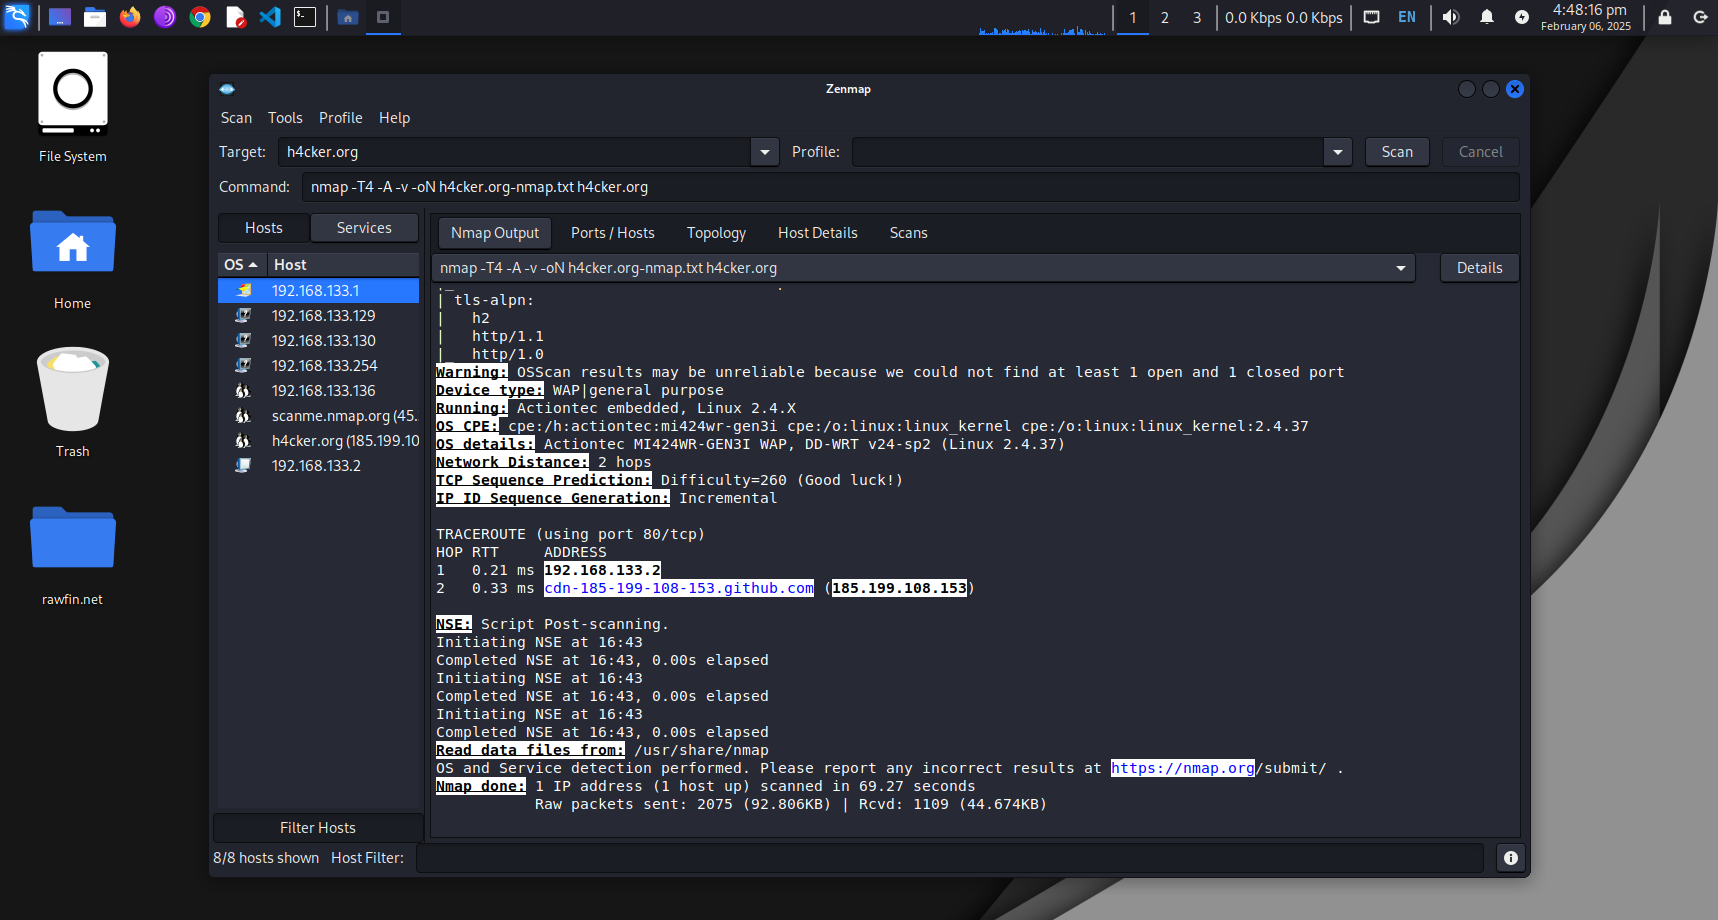 1
2
3
0.0 Kbps 0.0 Kbps
EN
4:48:16 pm
February 06, 2025
File System
Home
Trash
rawfin.net
Zenmap
Scan Tools Profile Help
Target: h4cker.org Profile: Scan Cancel
Command: nmap -T4 -A -v -oN h4cker.org-nmap.txt h4cker.org
Hosts Services
OS Host
192.168.133.1
192.168.133.129
192.168.133.130
192.168.133.254
192.168.133.136
scanme.nmap.org (45.
h4cker.org (185.199.10
192.168.133.2
Filter Hosts
Nmap Output Ports / Hosts Topology Host Details Scans
nmap -T4 -A -v -oN h4cker.org-nmap.txt h4cker.org Details
| tls-alpn:
|   h2
|   http/1.1
|_  http/1.0
Warning: OSScan results may be unreliable because we could not find at least 1 open and 1 closed port
Device type: WAP|general purpose
Running: Actiontec embedded, Linux 2.4.X
OS CPE: cpe:/h:actiontec:mi424wr-gen3i cpe:/o:linux:linux_kernel cpe:/o:linux:linux_kernel:2.4.37
OS details: Actiontec MI424WR-GEN3I WAP, DD-WRT v24-sp2 (Linux 2.4.37)
Network Distance: 2 hops
TCP Sequence Prediction: Difficulty=260 (Good luck!)
IP ID Sequence Generation: Incremental
TRACEROUTE (using port 80/tcp)
HOP RTT     ADDRESS
1   0.21 ms 192.168.133.2
2   0.33 ms cdn-185-199-108-153.github.com (185.199.108.153)
NSE: Script Post-scanning.
Initiating NSE at 16:43
Completed NSE at 16:43, 0.00s elapsed
Initiating NSE at 16:43
Completed NSE at 16:43, 0.00s elapsed
Initiating NSE at 16:43
Completed NSE at 16:43, 0.00s elapsed
Read data files from: /usr/share/nmap
OS and Service detection performed. Please report any incorrect results at https://nmap.org/submit/ .
Nmap done: 1 IP address (1 host up) scanned in 69.27 seconds
Raw packets sent: 2075 (92.806KB) | Rcvd: 1109 (44.674KB)
8/8 hosts shown Host Filter: